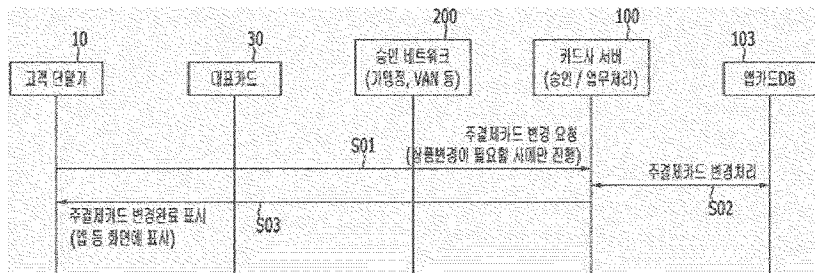 10
30
200
100
103
고객 단말기
대표카드
승인 네트워크
(가맹점, VAN 등)
카드사 서버
(승인 / 업무처리)
앱카드DB
주결제카드 변경 요청
S01
(상품변경이 필요할 시에만 진행)
주결제카드 변경처리
S02
주결제카드 변경완료 표시
S03
(앱 등 화면에 표시)